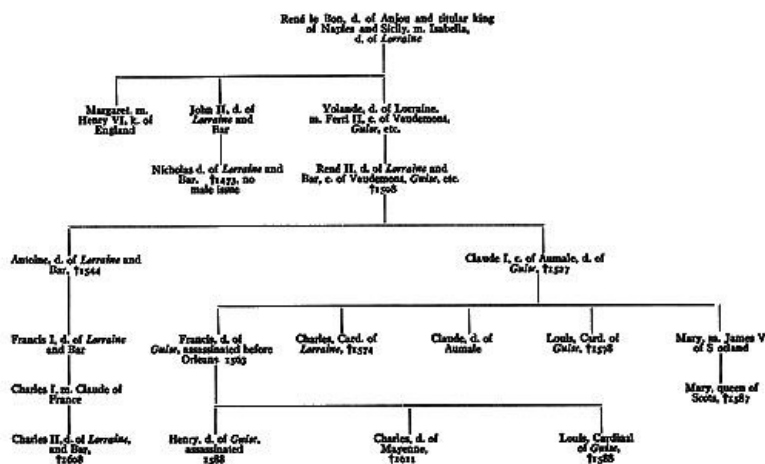 René le Bon, d. of Anjou and titular king
of Naples and Sicily, m. Isabella,
d. of Lorraine
Margaret, m.
Henry VI, k. of
England
John II, d. of
Lorraine and
Bar
Yolande, d. of Lorraine,
m. Ferri II, c. of Vaudemont,
Guise, etc.
Nicholas d. of Lorraine and
Bar. †1473, no
male issue
René II, d. of Lorraine and
Bar, c. of Vaudemont, Guise, etc.
†1508
Antoine, d. of Lorraine and
Bar, †1544
Claude I, c. of Aumale, d. of
Guise, †1527
Francis I, d. of Lorraine
and Bar
Francis, d. of
Guise, assassinated before
Orleans 1563
Charles, Card. of
Lorraine, †1574
Claude, d. of
Aumale
Louis, Card. of
Guise, †1578
Mary, m. James V
of Scotland
Charles I, m. Claude of
France
Mary, queen of
Scots, †1587
Charles II, d. of Lorraine,
and Bar,
†1608
Henry, d. of Guise,
assassinated
1588
Charles, d. of
Mayenne,
†1611
Louis, Cardinal
of Guise,
†1588